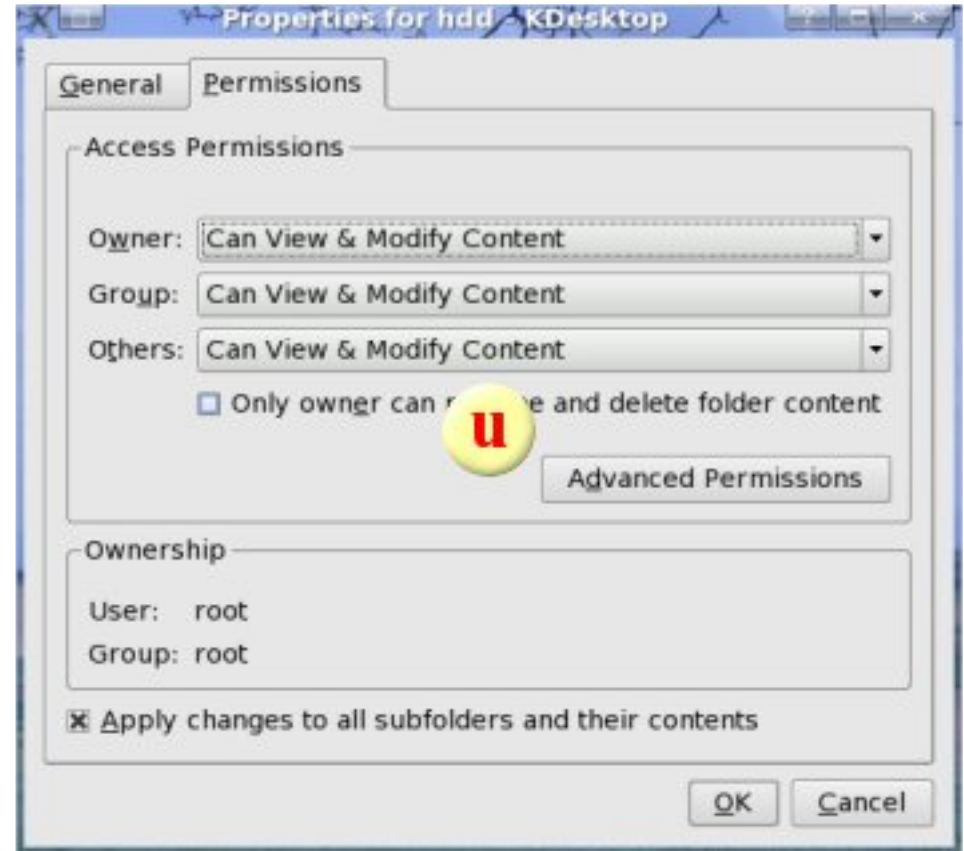 Properties for hdd - KDesktop
General Permissions
Access Permissions
Owner: Can View & Modify Content
Group: Can View & Modify Content
Others: Can View & Modify Content
Only owner can and delete folder content
u
Advanced Permissions
Ownership
User: root
Group: root
Apply changes to all subfolders and their contents
OK Cancel